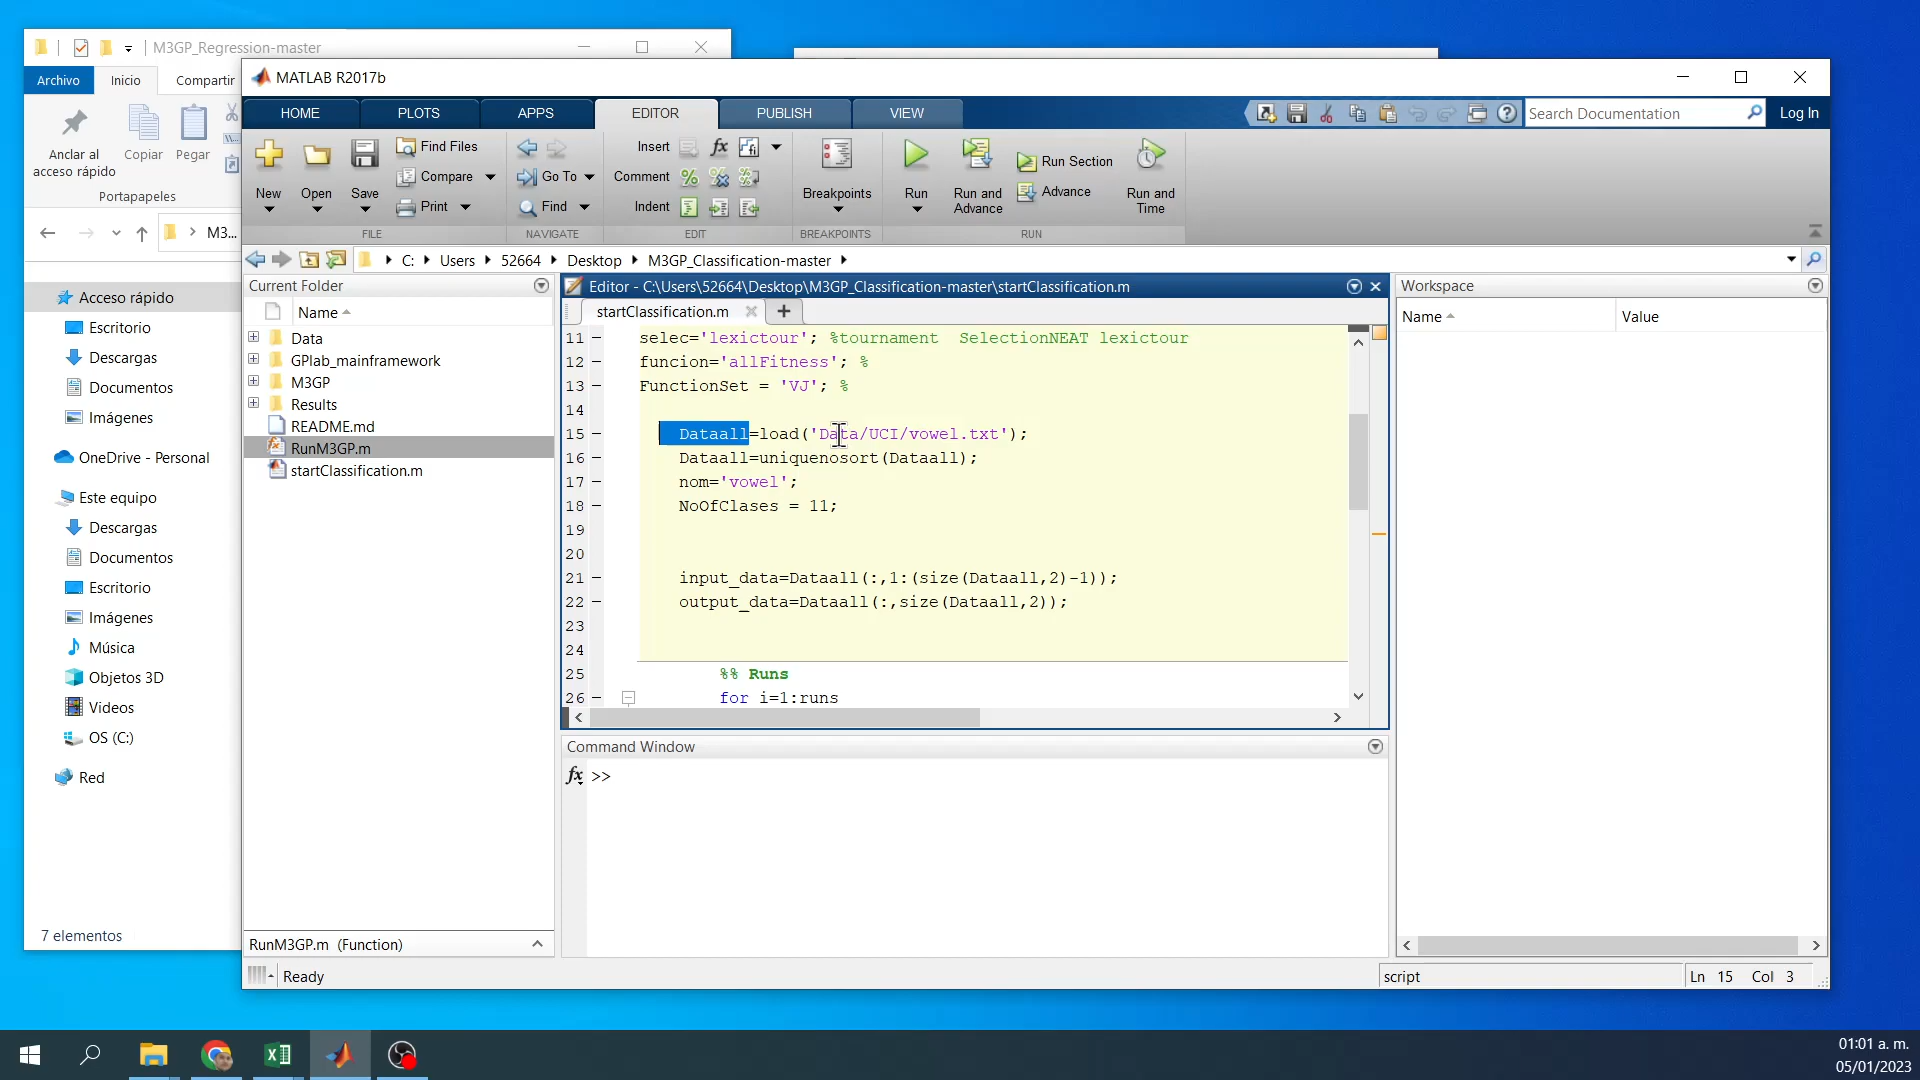 M3GP_Regression-master
Archivo
Inicio
Compartir
Anclar al
acceso rápido
Copiar
Pegar
Portapapeles
M3...
Acceso rápido
Escritorio
Descargas
Documentos
Imágenes
OneDrive - Personal
Este equipo
Descargas
Documentos
Escritorio
Imágenes
Música
Objetos 3D
Videos
OS (C:)
Red
7 elementos
MATLAB R2017b
HOME
PLOTS
APPS
EDITOR
PUBLISH
VIEW
Search Documentation
Log In
New
Open
Save
Find Files
Compare
Print
FILE
Go To
Find
NAVIGATE
Insert
Comment
Indent
EDIT
Breakpoints
BREAKPOINTS
Run
Run and
Advance
Run Section
Advance
Run and
Time
RUN
C:
Users
52664
Desktop
M3GP_Classification-master
Current Folder
Name
Data
GPlab_mainframework
M3GP
Results
README.md
RunM3GP.m
startClassification.m
RunM3GP.m (Function)
Editor - C:\Users\52664\Desktop\M3GP_Classification-master\startClassification.m
startClassification.m
11 – selec='lexictour'; %tournament  SelectionNEAT lexictour
12 – funcion='allFitness'; %
13 – FunctionSet = 'VJ'; %
14
15 – Dataall=load('Data/UCI/vowel.txt');
16 – Dataall=uniquenosort(Dataall);
17 – nom='vowel';
18 – NoOfClases = 11;
19
20
21 – input_data=Dataall(:,1:(size(Dataall,2)-1));
22 – output_data=Dataall(:,size(Dataall,2));
23
24
25 %% Runs
26 – for i=1:runs
Command Window
fx >>
Workspace
Name
Value
Ready
script
Ln 15 Col 3
01:01 a. m.
05/01/2023